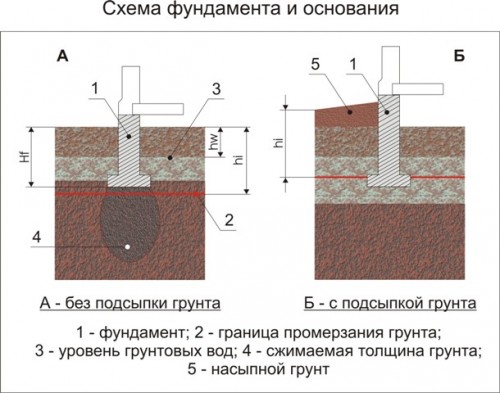 Схема фундамента и основания
А
Б
1
3
5
1
Hf
hw
hi
hi
2
4
А - без подсыпки грунта
Б - с подсыпкой грунта
1 - фундамент; 2 - граница промерзания грунта;
3 - уровень грунтовых вод; 4 - сжимаемая толщина грунта;
5 - насыпной грунт